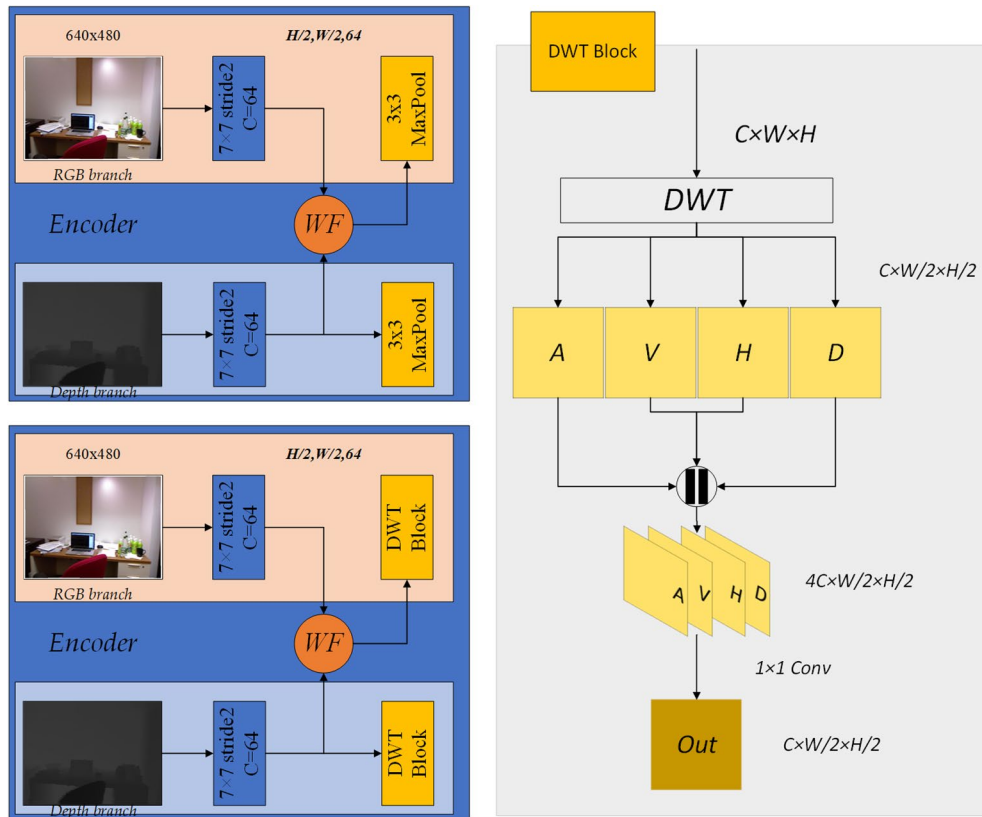 640x480
H/2,W/2,64
7×7 stride2
C=64
3x3
MaxPool
RGB branch
Encoder
WF
7×7 stride2
C=64
3x3
MaxPool
Depth branch
640x480
H/2,W/2,64
7×7 stride2
C=64
DWT
Block
RGB branch
Encoder
WF
7×7 stride2
C=64
DWT
Block
Depth branch
DWT Block
C×W×H
DWT
C×W/2×H/2
A V H D
A V H D
4C×W/2×H/2
1×1 Conv
Out
C×W/2×H/2